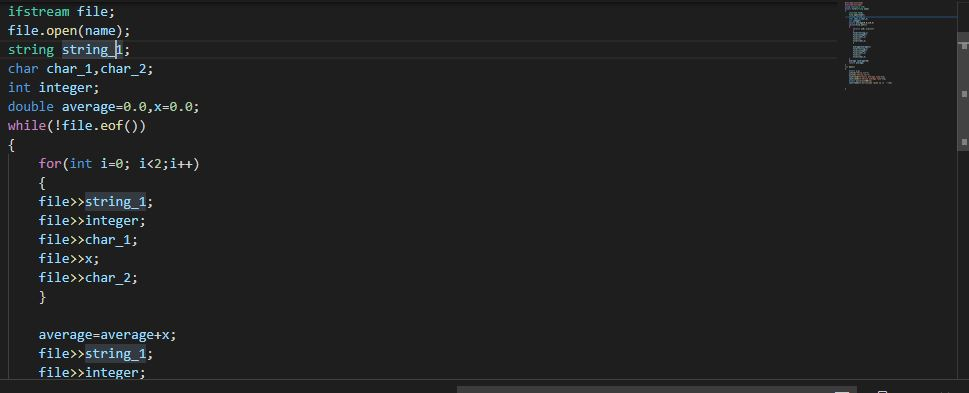 ifstream file;
file.open(name);
string string_1;
char char_1,char_2;
int integer;
double average=0.0,x=0.0;
while(!file.eof())
{
for(int i=0; i<2;i++)
{
file>>string_1;
file>>integer;
file>>char_1;
file>>x;
file>>char_2;
}
average=average+x;
file>>string_1;
file>>integer;